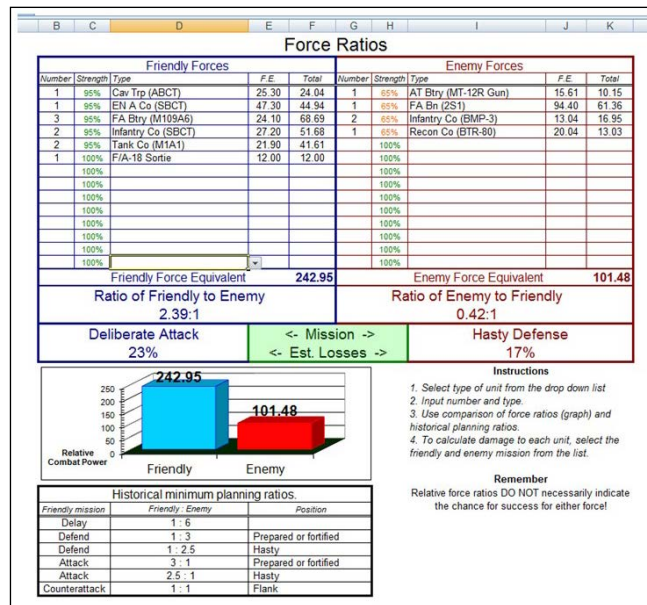 B C D E F G H I J K
Force Ratios
Friendly Forces Enemy Forces
Number Strength Type F.E. Total Number Strength Type F.E. Total
1 95% Cav Trp (ABCT) 25.30 24.04 1 65% AT Btry (MT-12R Gun) 15.61 10.15
1 95% EN A Co (SBCT) 47.30 44.94 1 65% FA Bn (2S1) 94.40 61.36
3 95% FA Btry (M109A6) 24.10 68.69 2 65% Infantry Co (BMP-3) 13.04 16.95
2 95% Infantry Co (SBCT) 27.20 51.68 1 65% Recon Co (BTR-80) 20.04 13.03
2 95% Tank Co (M1A1) 21.90 41.61 100%
1 100% F/A-18 Sortie 12.00 12.00 100%
100% 100%
100% 100%
100% 100%
100% 100%
100% 100%
100% 100%
100% 100%
100% 100%
Friendly Force Equivalent 242.95 Enemy Force Equivalent 101.48
Ratio of Friendly to Enemy Ratio of Enemy to Friendly
2.39:1 0.42:1
Deliberate Attack <- Mission -> Hasty Defense
23% <- Est. Losses -> 17%
242.95
101.48
250
200
150
100
50
0
Relative
Combat Power
Friendly Enemy
Instructions
1. Select type of unit from the drop down list
2. Input number and type.
3. Use comparison of force ratios (graph) and
historical planning ratios.
4. To calculate damage to each unit, select the
friendly and enemy mission from the list.
Remember
Relative force ratios DO NOT necessarily indicate
the chance for success for either force!
Historical minimum planning ratios.
Friendly mission Friendly : Enemy Position
Delay 1 : 6
Defend 1 : 3 Prepared or fortified
Defend 1 : 2.5 Hasty
Attack 3 : 1 Prepared or fortified
Attack 2.5 : 1 Hasty
Counterattack 1 : 1 Flank